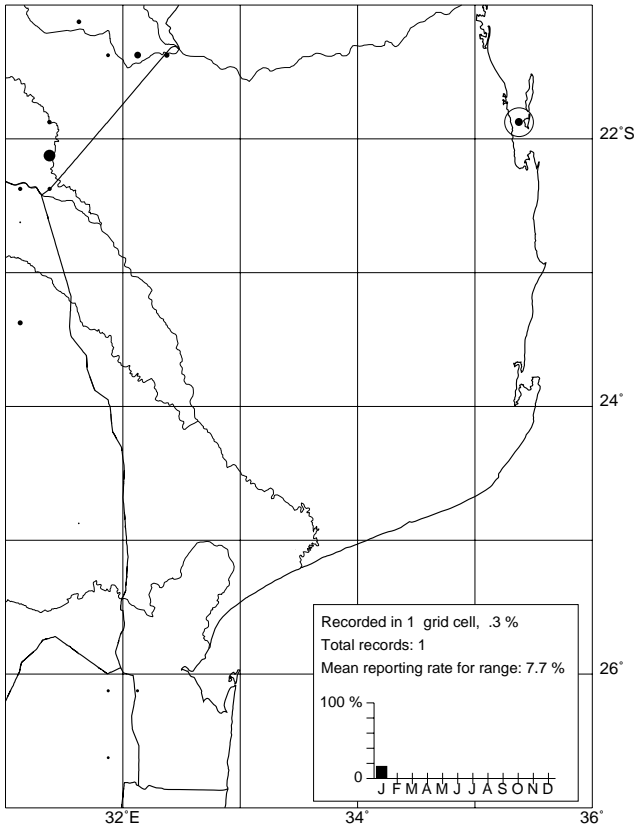 22°S
24°
26°
Recorded in 1 grid cell, .3 %
Total records: 1
Mean reporting rate for range: 7.7 %
100 %
0
J F M A M J J A S O N D
32°E 34° 36°